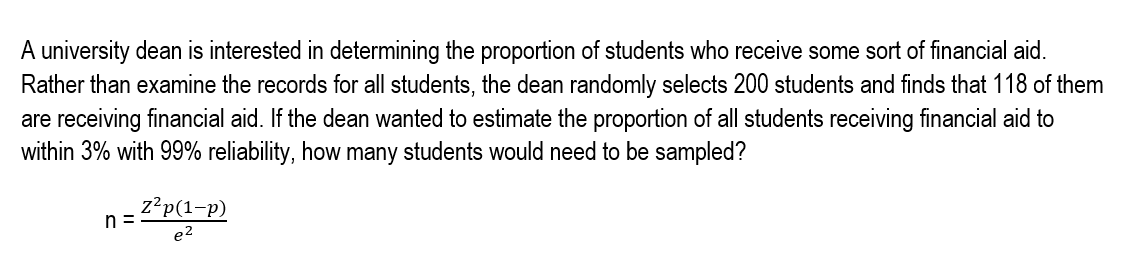 A university dean is interested in determining the proportion of students who receive some sort of financial aid.
Rather than examine the records for all students, the dean randomly selects 200 students and finds that 118 of them
are receiving financial aid. If the dean wanted to estimate the proportion of all students receiving financial aid to
within 3% with 99% reliability, how many students would need to be sampled?
n = Z²p(1−p)
e²